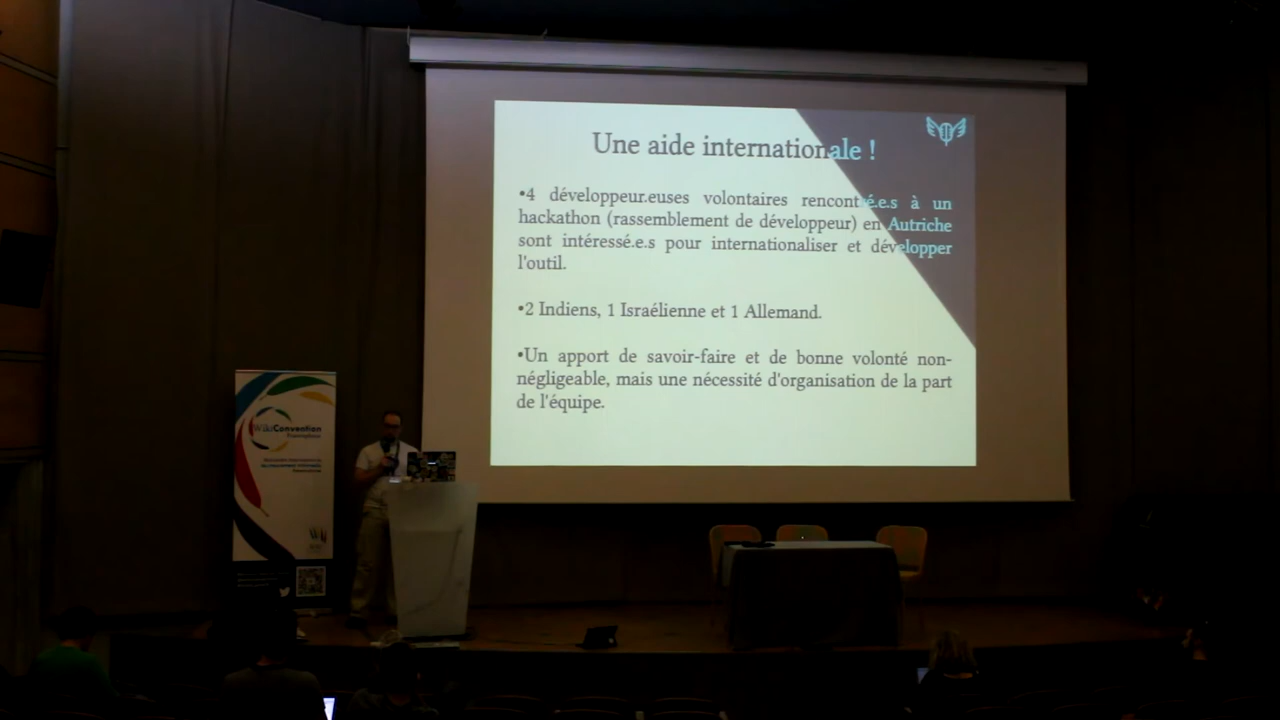 Une aide internationale !
•4 développeur.euses volontaires rencontré.e.s à un
hackathon (rassemblement de développeur) en Autriche
sont intéressé.e.s pour internationaliser et développer
l'outil.
•2 Indiens, 1 Israélienne et 1 Allemand.
•Un apport de savoir-faire et de bonne volonté non-
négligeable, mais une nécessité d'organisation de la part
de l'équipe.
WikiConvention